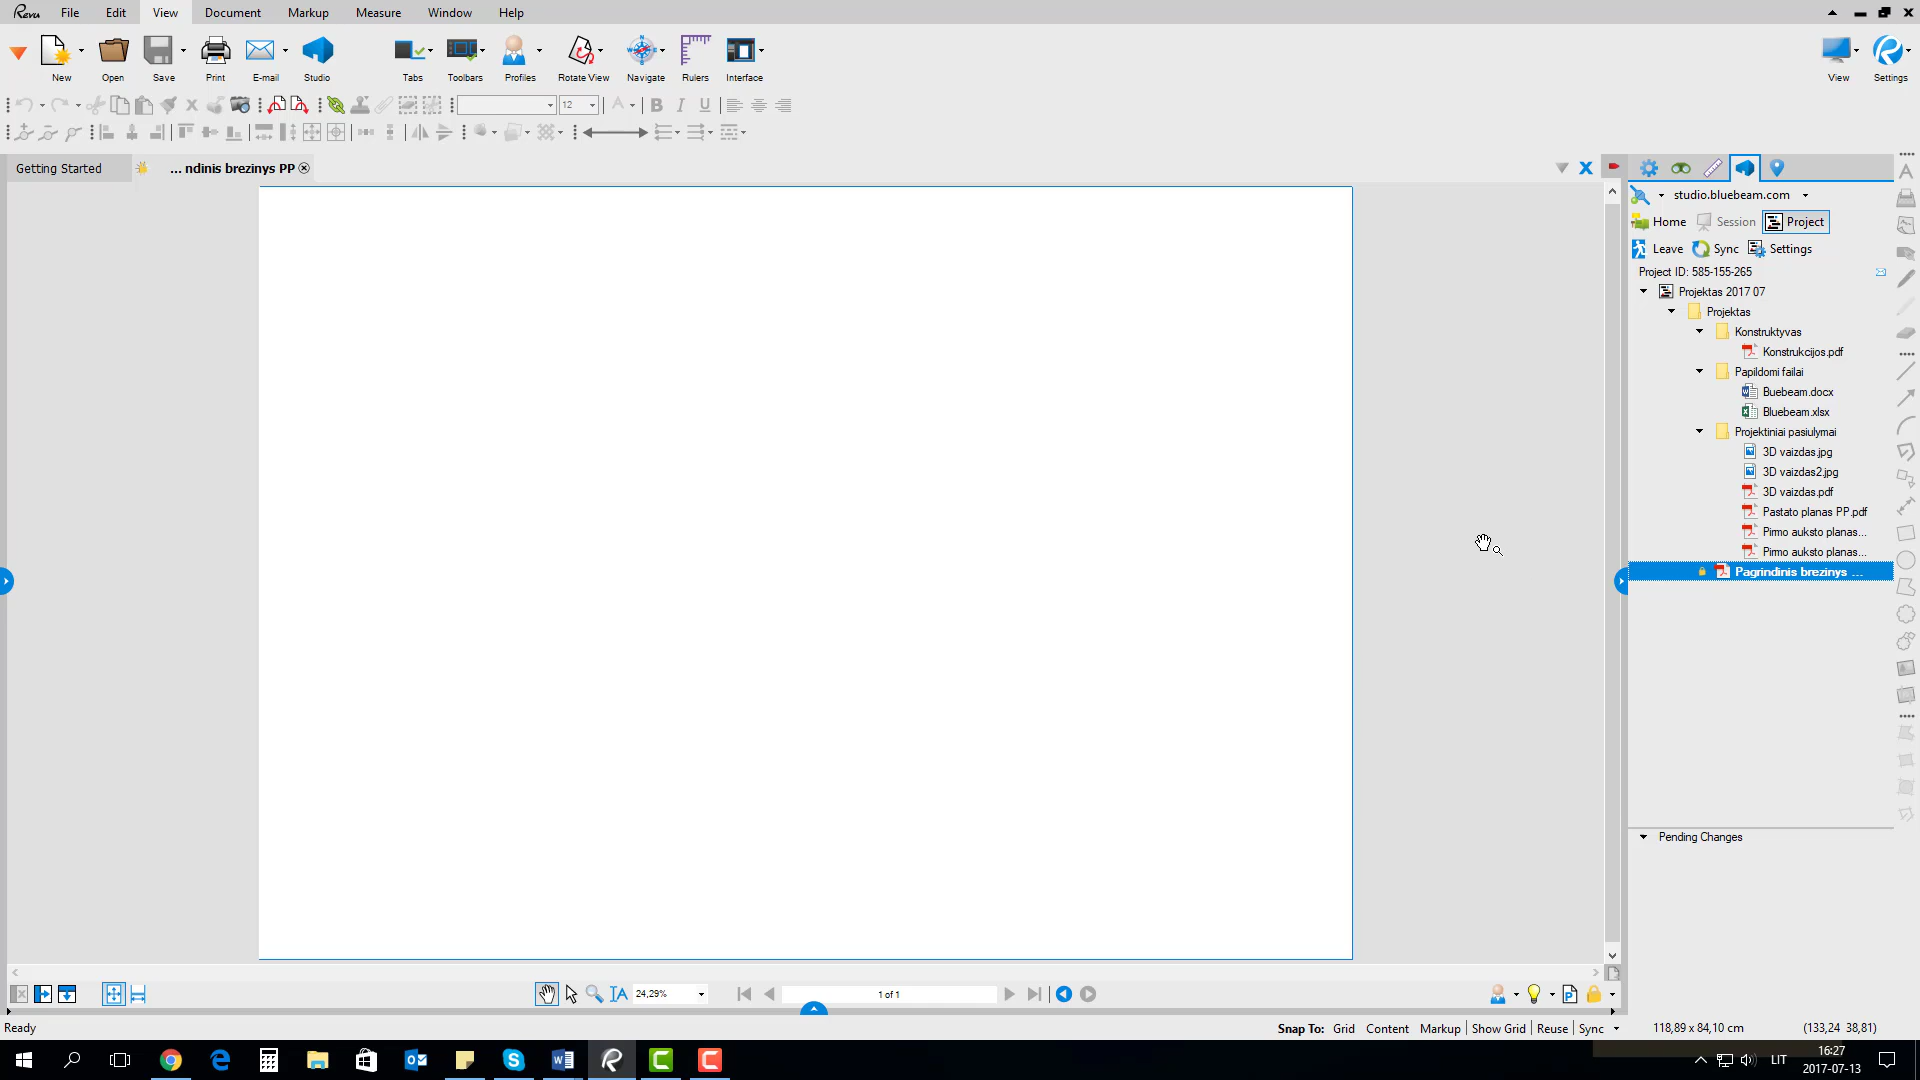 Revu File Edit View Document Markup Measure Window Help
New Open Save Print E-mail Studio Tabs Toolbars Profiles Rotate View Navigate Rulers Interface View Settings
12 A B I U
Getting Started ... ndinis brezinys PP
studio.bluebeam.com
Home Session Project
Leave Sync Settings
Project ID: 585-155-265
Projektas 2017 07
Projektas
Konstruktyvas
Konstrukcijos.pdf
Papildomi failai
Buebeam.docx
Bluebeam.xlsx
Projektiniai pasiulymai
3D vaizdas.jpg
3D vaizdas2.jpg
3D vaizdas.pdf
Pastato planas PP.pdf
Pirmo auksto planas...
Pirmo auksto planas...
Pagrindinis brezinys ...
Pending Changes
24,29% 1 of 1
Ready Snap To: Grid Content Markup Show Grid Reuse Sync 118,89 x 84,10 cm (133,24 38,81)
LIT 16:27
2017-07-13